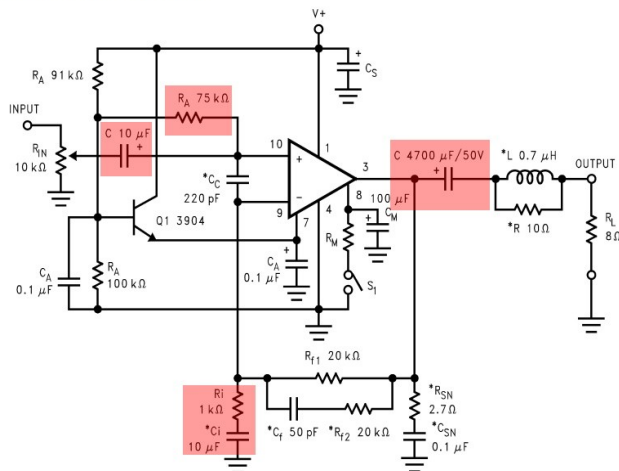 V+
+
C_S
R_A 91 kΩ
R_A 75 kΩ
INPUT
C 10 μF
+
R_IN
10 kΩ
10
+
1
3
C 4700 μF/50V
+
*L 0.7 μH
OUTPUT
*C_C
220 pF
−
9
7
4
8
100 μF
+
C_M
*R 10Ω
Q1 3904
R_M
R_L
8Ω
C_A
0.1 μF
R_A
100 kΩ
+
C_A
0.1 μF
S_1
R_f1 20 kΩ
Ri
1 kΩ
*Ci
10 μF
*C_f 50 pF
*R_f2 20 kΩ
*R_SN
2.7Ω
*C_SN
0.1 μF